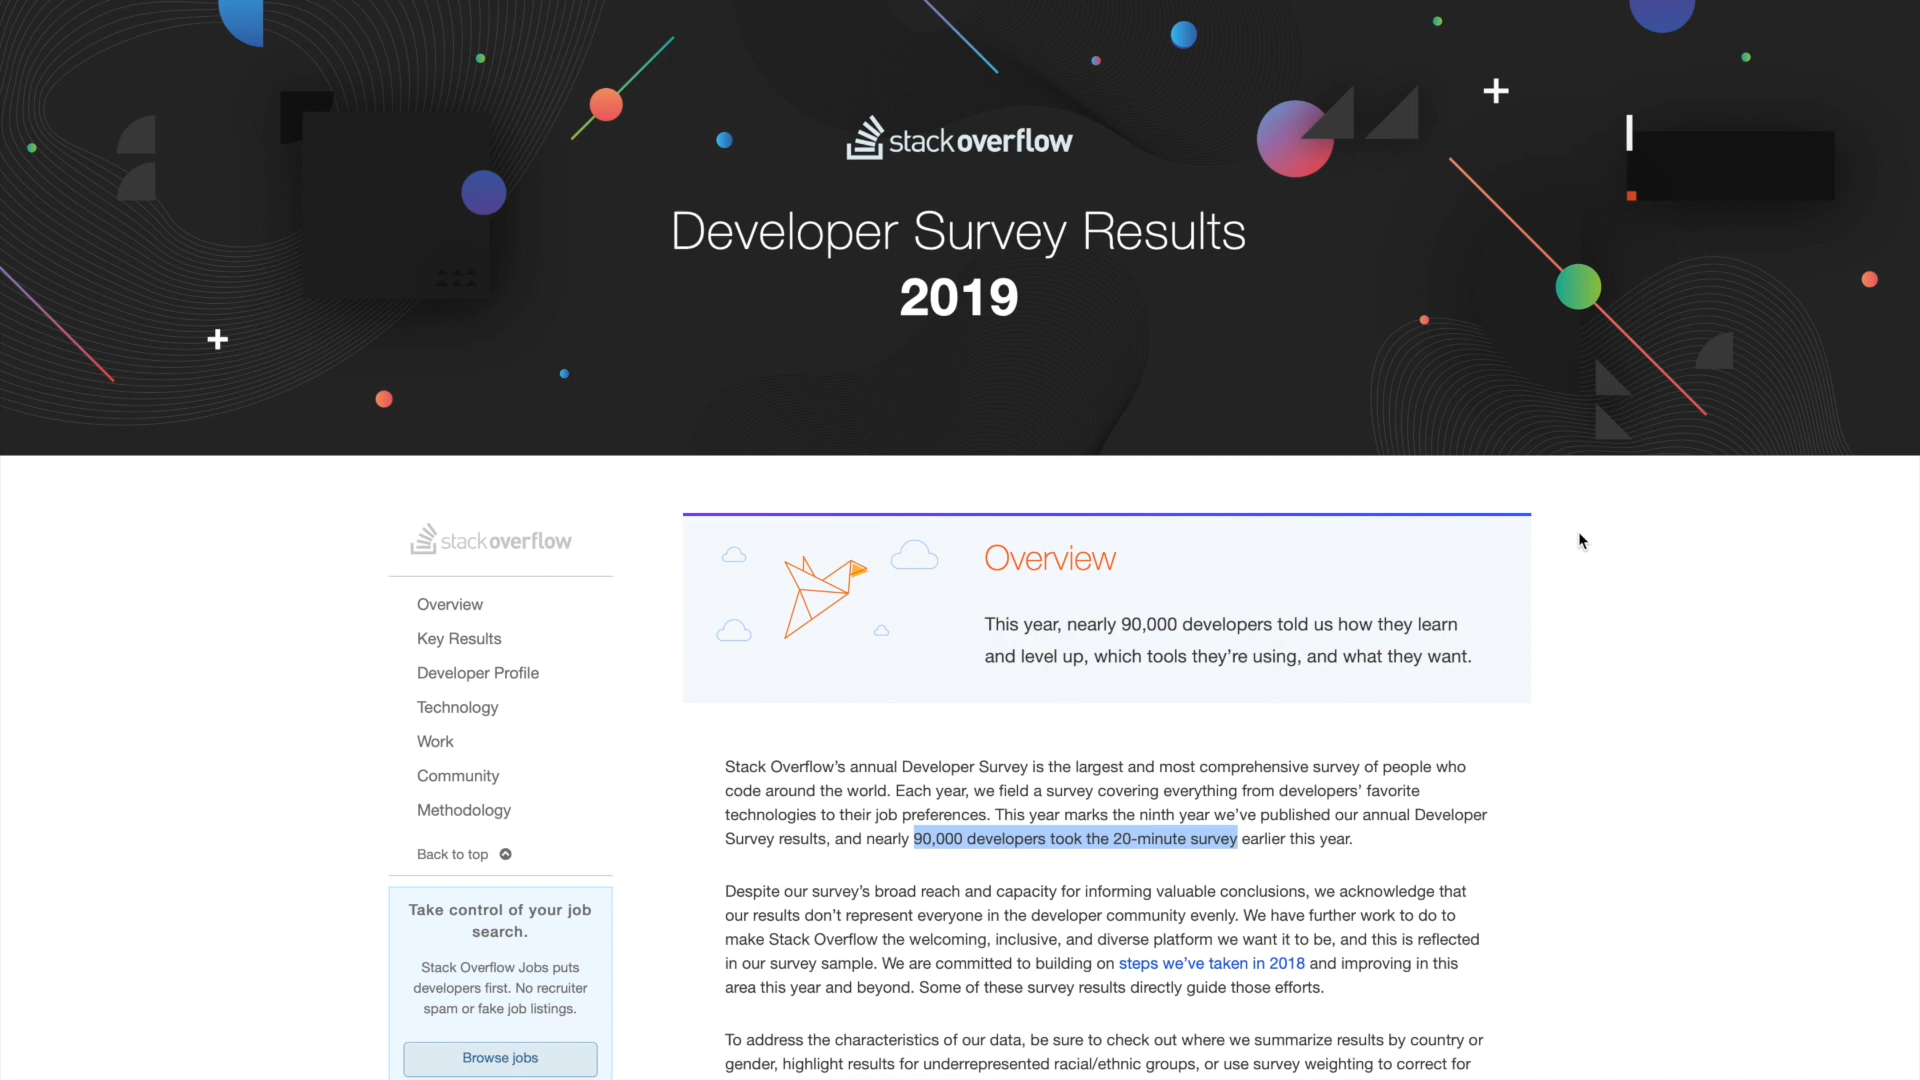 stackoverflow
Developer Survey Results
2019
stackoverflow
Overview
Key Results
Developer Profile
Technology
Work
Community
Methodology
Back to top
Take control of your job
search.
Stack Overflow Jobs puts
developers first. No recruiter
spam or fake job listings.
Browse jobs
Overview
This year, nearly 90,000 developers told us how they learn
and level up, which tools they’re using, and what they want.
Stack Overflow’s annual Developer Survey is the largest and most comprehensive survey of people who
code around the world. Each year, we field a survey covering everything from developers’ favorite
technologies to their job preferences. This year marks the ninth year we’ve published our annual Developer
Survey results, and nearly 90,000 developers took the 20-minute survey earlier this year.
Despite our survey’s broad reach and capacity for informing valuable conclusions, we acknowledge that
our results don’t represent everyone in the developer community evenly. We have further work to do to
make Stack Overflow the welcoming, inclusive, and diverse platform we want it to be, and this is reflected
in our survey sample. We are committed to building on steps we’ve taken in 2018 and improving in this
area this year and beyond. Some of these survey results directly guide those efforts.
To address the characteristics of our data, be sure to check out where we summarize results by country or
gender, highlight results for underrepresented racial/ethnic groups, or use survey weighting to correct for